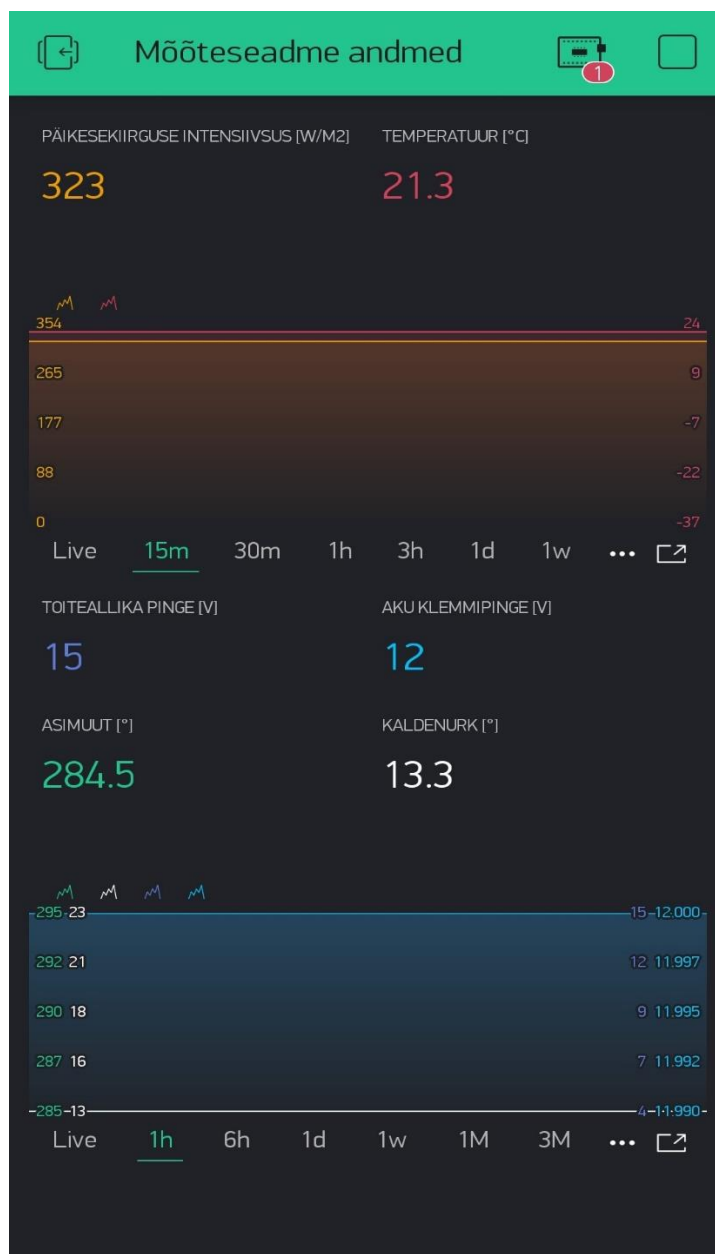 Mõõteseadme andmed
1
PÄIKESEKIIRGUSE INTENSIIVSUS [W/M2] TEMPERATUUR [°C]
323 21.3
354 24
265 9
177 -7
88 -22
0 -37
Live 15m 30m 1h 3h 1d 1w ...
TOITEALLIKA PINGE [V] AKU KLEMMIPINGE [V]
15 12
ASIMUUT [°] KALDENURK [°]
284.5 13.3
295 23 15 12.000
292 21 12 11.997
290 18 9 11.995
287 16 7 11.992
285 13 4 11.990
Live 1h 6h 1d 1w 1M 3M ...